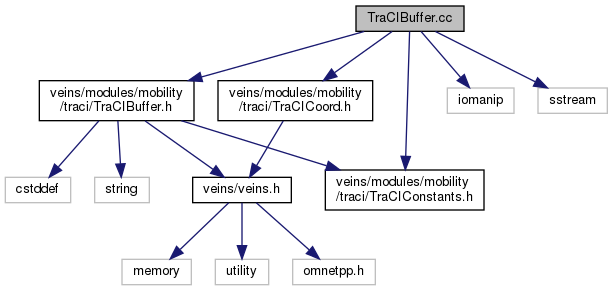 TraCIBuffer.cc
veins/modules/mobility
/traci/TraCIBuffer.h
veins/modules/mobility
/traci/TraCICoord.h
iomanip
sstream
cstddef
string
veins/veins.h
veins/modules/mobility
/traci/TraCIConstants.h
memory
utility
omnetpp.h